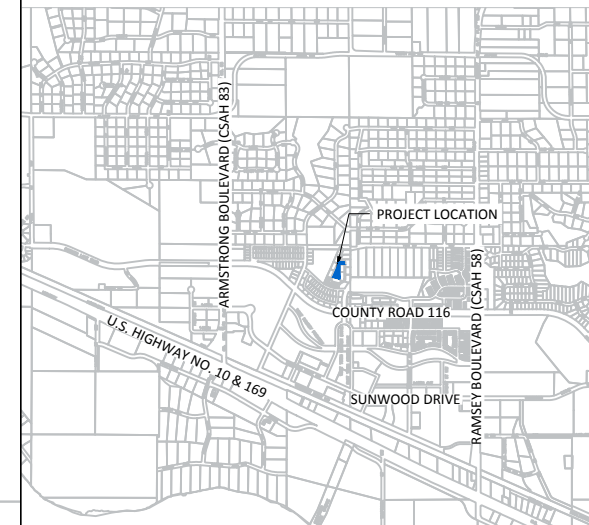 ARMSTRONG BOULEVARD (CSAH 83)
PROJECT LOCATION
RAMSEY BOULEVARD (CSAH 58)
COUNTY ROAD 116
U.S. HIGHWAY NO. 10 & 169
SUNWOOD DRIVE